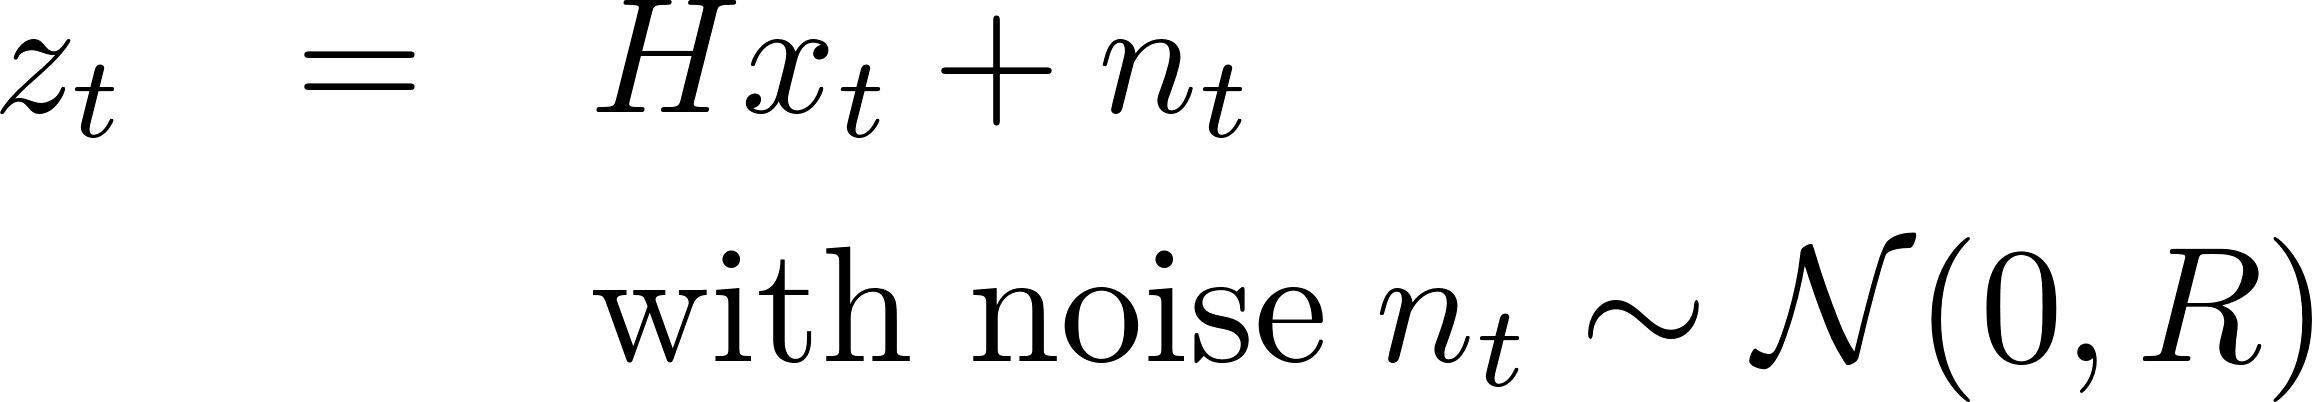 z_t = Hx_t + n_t
with noise n_t ∼ 𝒩(0, R)